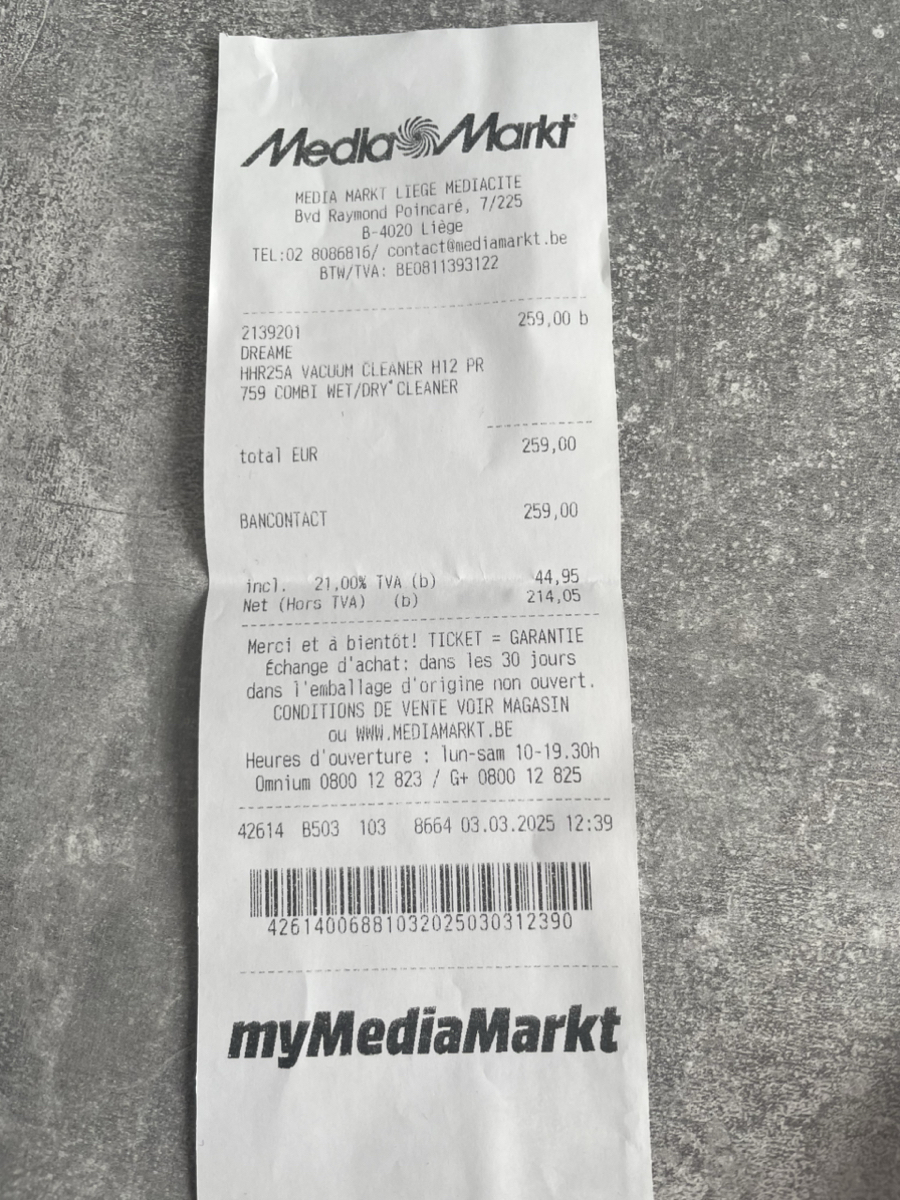 Media Markt
MEDIA MARKT LIEGE MEDIACITE
Bvd Raymond Poincaré, 7/225
B-4020 Liège
TEL:02 8086816/ contact@mediamarkt.be
BTW/TVA: BE0811393122
2139201 259,00 b
DREAME
HHR25A VACUUM CLEANER H12 PR
759 COMBI WET/DRY CLEANER
total EUR 259,00
BANCONTACT 259,00
incl. 21,00% TVA (b) 44,95
Net (Hors TVA) (b) 214,05
Merci et à bientôt! TICKET = GARANTIE
Échange d'achat: dans les 30 jours
dans l'emballage d'origine non ouvert.
CONDITIONS DE VENTE VOIR MAGASIN
ou WWW.MEDIAMARKT.BE
Heures d'ouverture : lun-sam 10-19.30h
Omnium 0800 12 823 / G+ 0800 12 825
42614 B503 103 8664 03.03.2025 12:39
42614006881032025030312390
myMediaMarkt